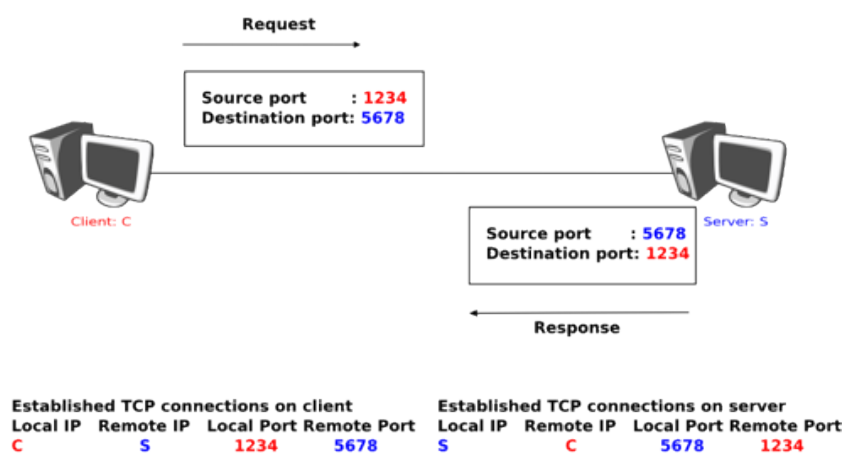 Request
Source port : 1234
Destination port: 5678
Client: C
Server: S
Source port : 5678
Destination port: 1234
Response
Established TCP connections on client
Local IP Remote IP Local Port Remote Port
C S 1234 5678
Established TCP connections on server
Local IP Remote IP Local Port Remote Port
S C 5678 1234